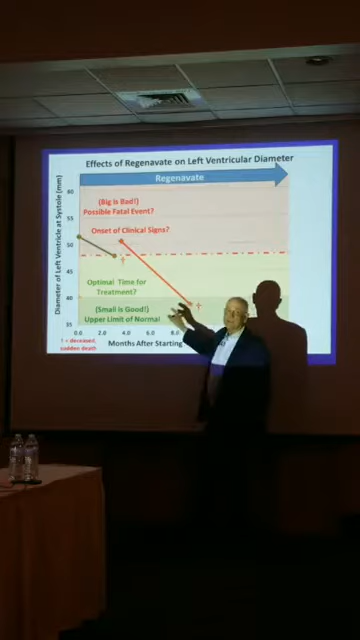 Effects of Regenavate on Left Ventricular Diameter
Regenavate
(Big is Bad!)
Possible Fatal Event?
Onset of Clinical Signs?
Optimal Time for
Treatment?
(Small is Good!)
Upper Limit of Normal
Diameter of Left Ventricle at Systole (mm)
60
55
50
45
40
35
0.0 2.0 4.0 6.0 8.0
Months After Starting
† = deceased,
sudden death